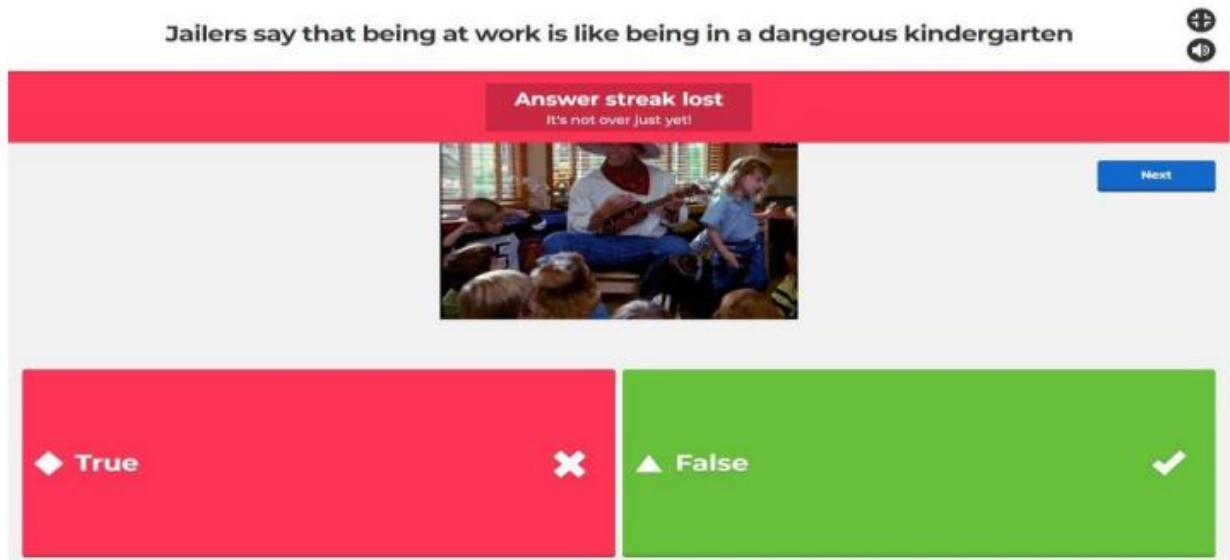 Jailers say that being at work is like being in a dangerous kindergarten
Answer streak lost
It's not over just yet!
Next
True
False